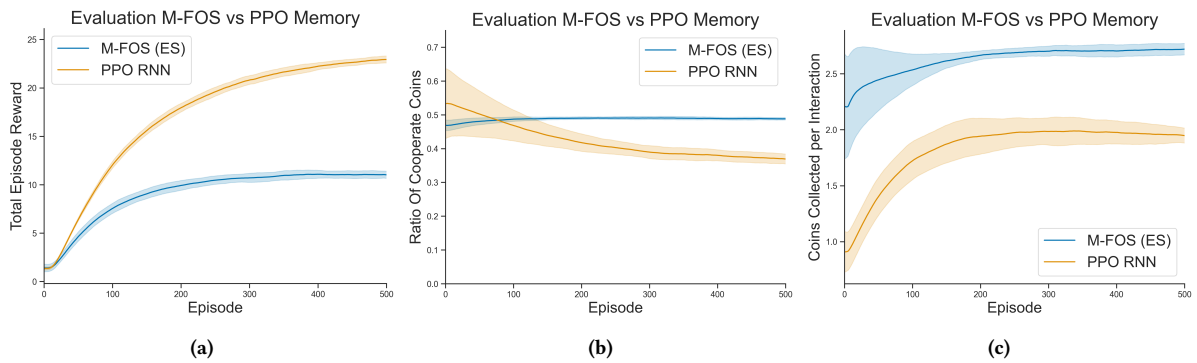 Evaluation M-FOS vs PPO Memory
M-FOS (ES)
PPO RNN
Total Episode Reward
25
20
15
10
5
0
0 100 200 300 400 500
Episode
(a)
Evaluation M-FOS vs PPO Memory
M-FOS (ES)
PPO RNN
Ratio Of Cooperate Coins
0.7
0.6
0.5
0.4
0.3
0.2
0.1
0.0
0 100 200 300 400 500
Episode
(b)
Evaluation M-FOS vs PPO Memory
Coins Collected per Interaction
2.5
2.0
1.5
1.0
M-FOS (ES)
PPO RNN
0 100 200 300 400 500
Episode
(c)